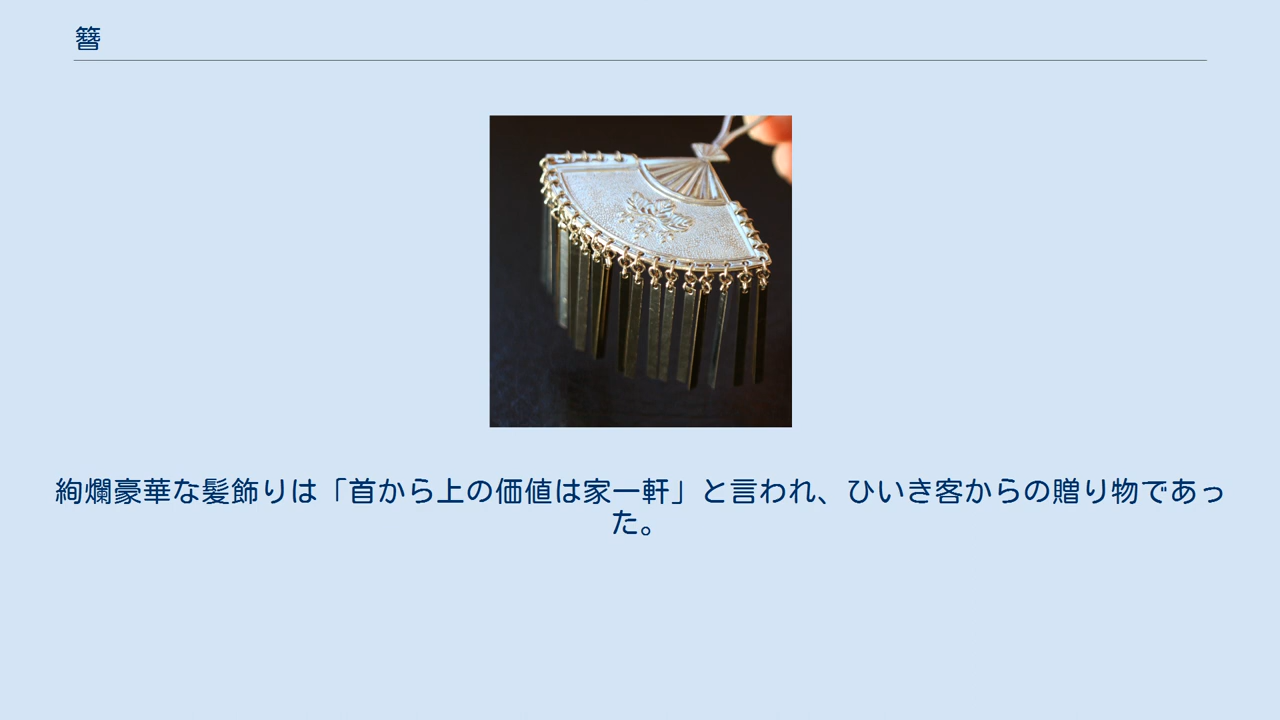 簪
絢爛豪華な髪飾りは「首から上の価値は家一軒」と言われ、ひいき客からの贈り物であっ
た。